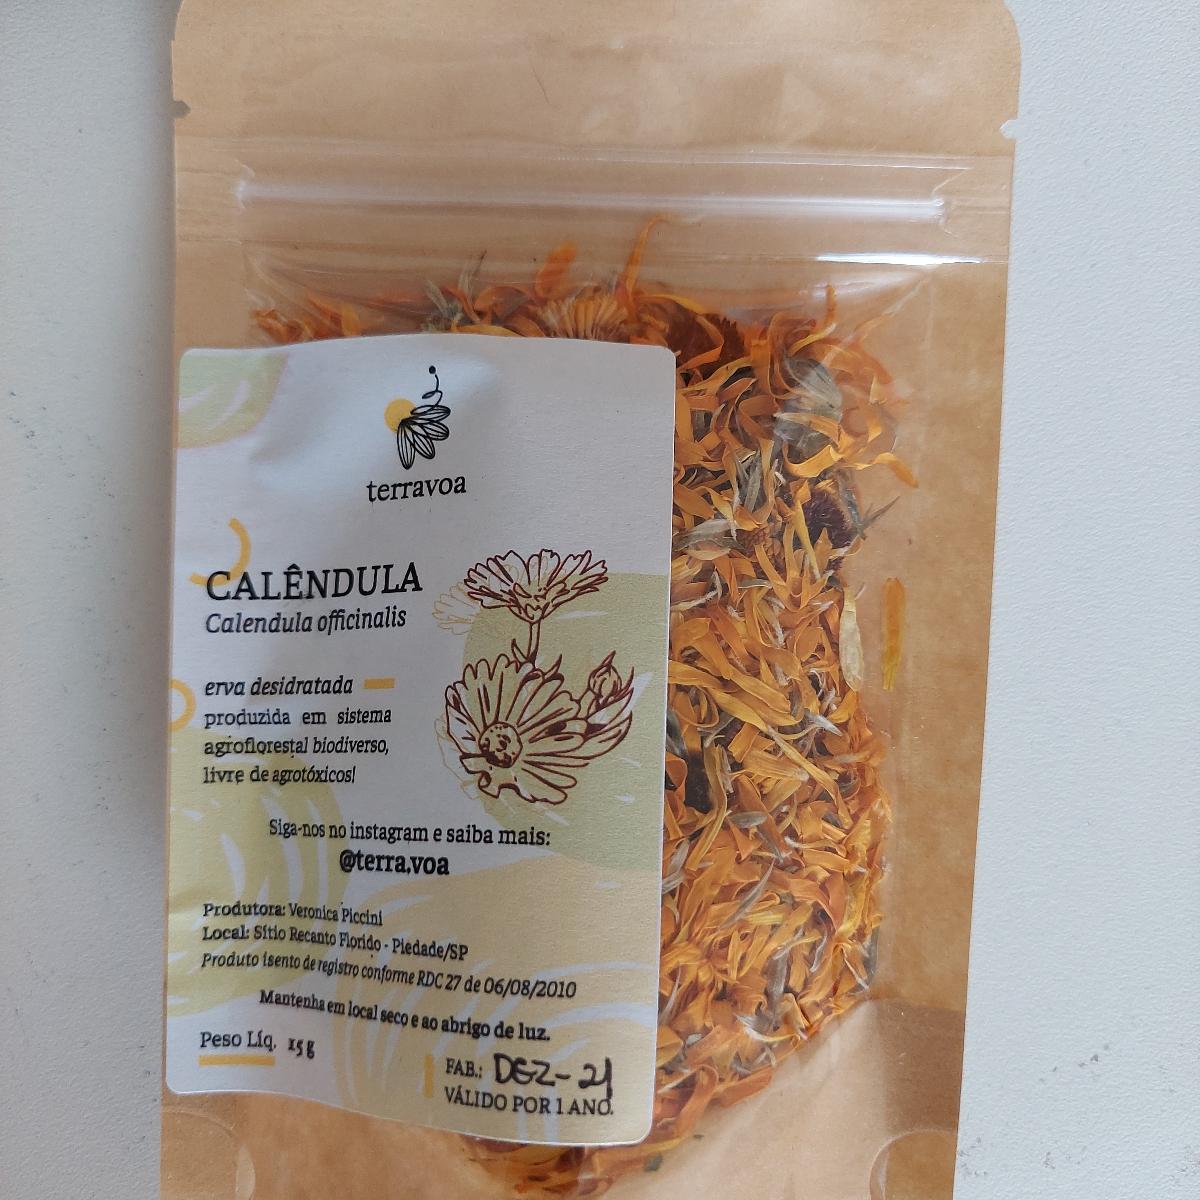 terravoa
CALÊNDULA
Calendula officinalis
erva desidratada
produzida em sistema
agroflorestal biodiverso,
livre de agrotóxicos!
Siga-nos no instagram e saiba mais:
@terra.voa
Produtora: Veronica Piccini
Local: Sítio Recanto Florido - Piedade/SP
Produto isento de registro conforme RDC 27 de 06/08/2010
Mantenha em local seco e ao abrigo de luz.
Peso Líq. 15 g
FAB.: DEZ-21
VÁLIDO POR 1 ANO.